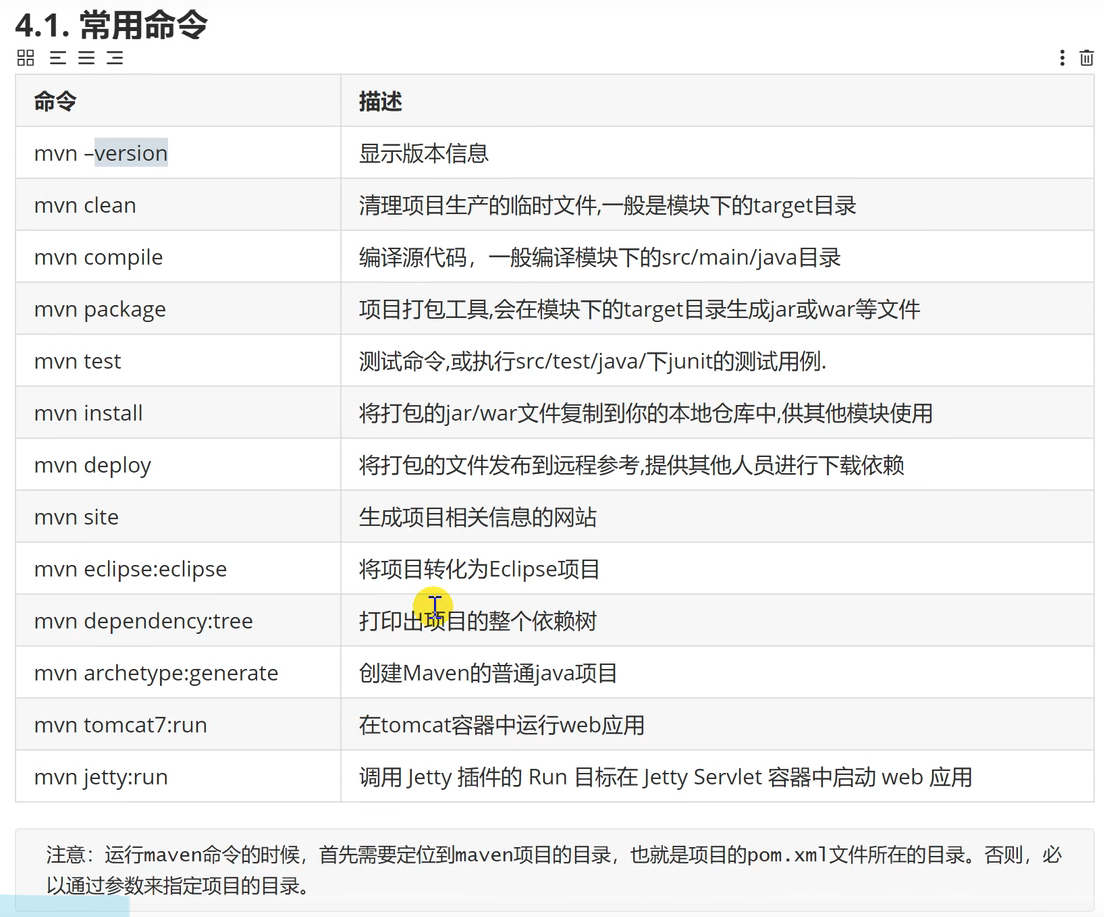 4.1. 常用命令
命令 描述
mvn –version 显示版本信息
mvn clean 清理项目生产的临时文件,一般是模块下的target目录
mvn compile 编译源代码，一般编译模块下的src/main/java目录
mvn package 项目打包工具,会在模块下的target目录生成jar或war等文件
mvn test 测试命令,或执行src/test/java/下junit的测试用例.
mvn install 将打包的jar/war文件复制到你的本地仓库中,供其他模块使用
mvn deploy 将打包的文件发布到远程参考,提供其他人员进行下载依赖
mvn site 生成项目相关信息的网站
mvn eclipse:eclipse 将项目转化为Eclipse项目
mvn dependency:tree 打印出项目的整个依赖树
mvn archetype:generate 创建Maven的普通java项目
mvn tomcat7:run 在tomcat容器中运行web应用
mvn jetty:run 调用 Jetty 插件的 Run 目标在 Jetty Servlet 容器中启动 web 应用
注意：运行maven命令的时候，首先需要定位到maven项目的目录，也就是项目的pom.xml文件所在的目录。否则，必
以通过参数来指定项目的目录。